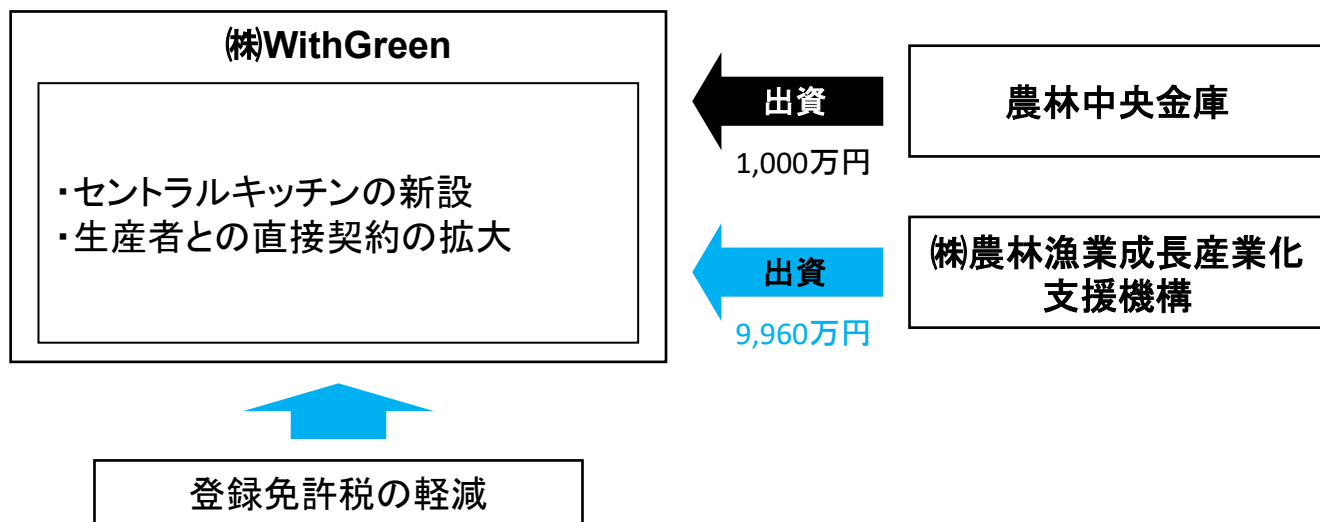 ㈱WithGreen
・セントラルキッチンの新設
・生産者との直接契約の拡大
出資
1,000万円
農林中央金庫
出資
9,960万円
㈱農林漁業成長産業化
支援機構
登録免許税の軽減